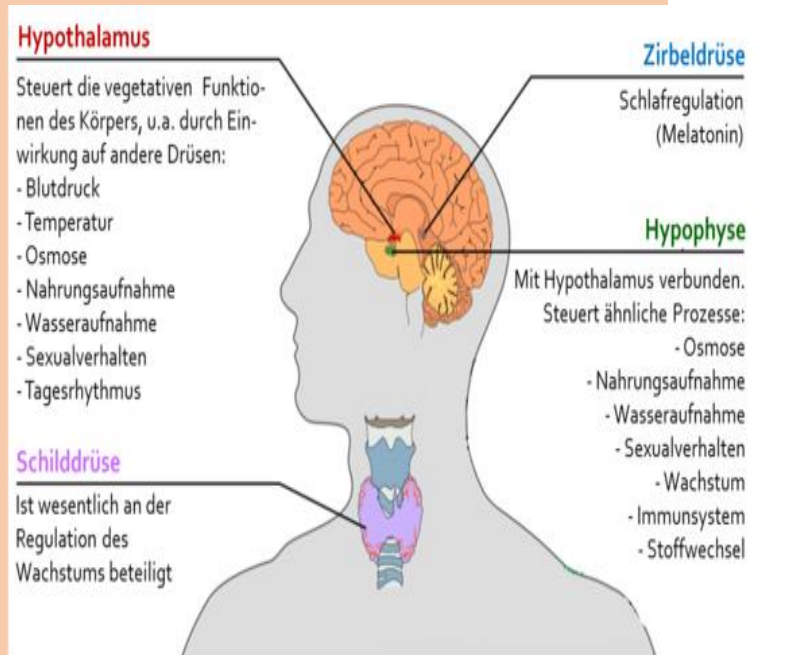 Hypothalamus
Steuert die vegetativen Funktio-
nen des Körpers, u.a. durch Ein-
wirkung auf andere Drüsen:
- Blutdruck
- Temperatur
- Osmose
- Nahrungsaufnahme
- Wasseraufnahme
- Sexualverhalten
- Tagesrhythmus
Schilddrüse
Ist wesentlich an der
Regulation des
Wachstums beteiligt
Zirbeldrüse
Schlafregulation
(Melatonin)
Hypophyse
Mit Hypothalamus verbunden.
Steuert ähnliche Prozesse:
- Osmose
- Nahrungsaufnahme
- Wasseraufnahme
- Sexualverhalten
- Wachstum
- Immunsystem
- Stoffwechsel